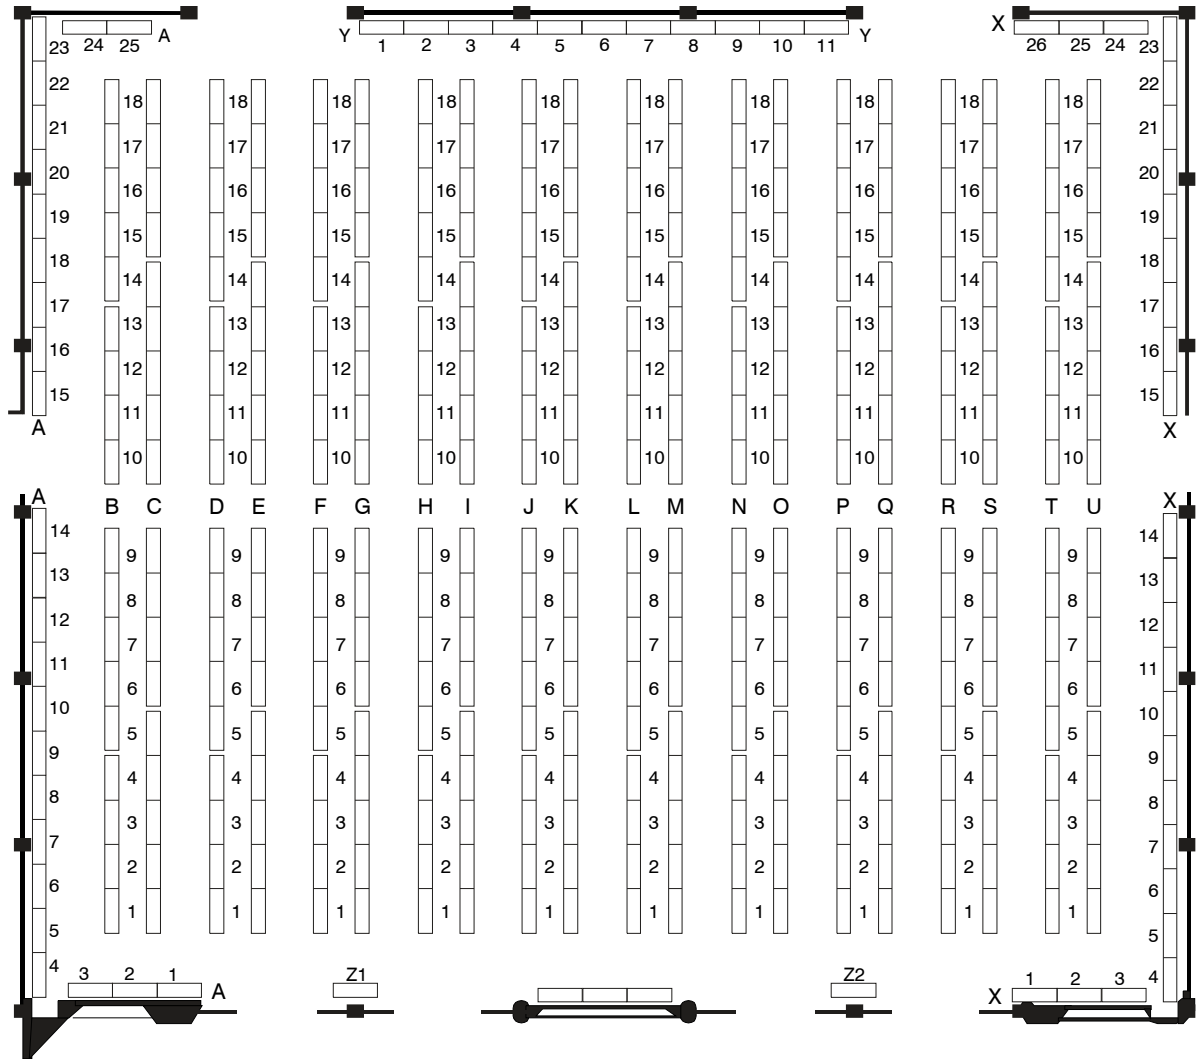 X
Y Y
A
23 24 25 1 2 3 4 5 6 7 8 9 10 11 26 25 24 23
22 22
18 18 18 18 18 18 18 18 18 18
21 21
17 17 17 17 17 17 17 17 17 17
20 20
16 16 16 16 16 16 16 16 16 16
19 19
15 15 15 15 15 15 15 15 15 15
18 18
14 14 14 14 14 14 14 14 14 14
17 17
13 13 13 13 13 13 13 13 13 13
16 16
12 12 12 12 12 12 12 12 12 12
15 15
11 11 11 11 11 11 11 11 11 11
A X
10 10 10 10 10 10 10 10 10 10
A X
B C D E F G H I J K L M N O P Q R S T U
14 14
9 9 9 9 9 9 9 9 9 9
13 13
8 8 8 8 8 8 8 8 8 8
12 12
7 7 7 7 7 7 7 7 7 7
11 11
6 6 6 6 6 6 6 6 6 6
10 10
5 5 5 5 5 5 5 5 5 5
9 9
4 4 4 4 4 4 4 4 4 4
8 8
3 3 3 3 3 3 3 3 3 3
7 7
2 2 2 2 2 2 2 2 2 2
6 6
1 1 1 1 1 1 1 1 1 1
5 5
4 3 2 1 Z1 Z2 1 2 3 4
A X